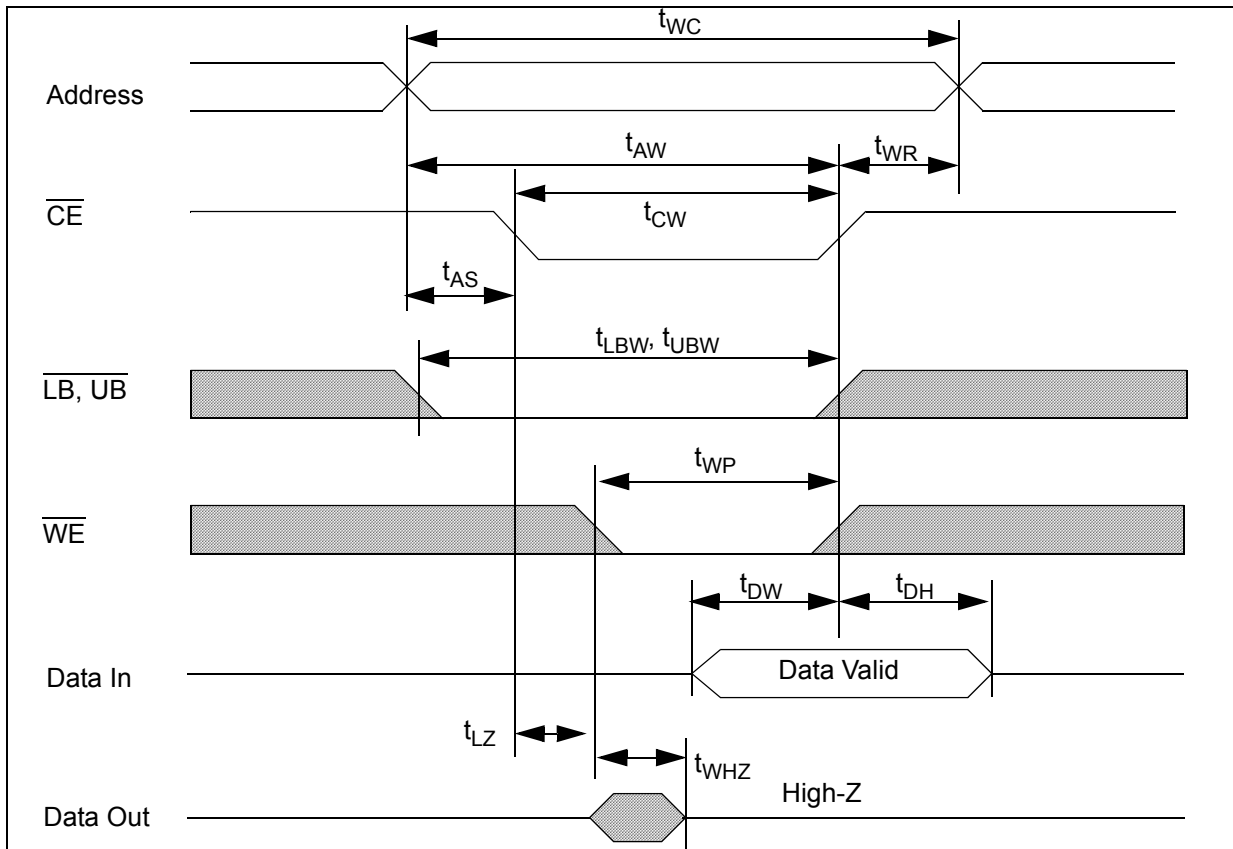 tWC
Address
tAW
tWR
CE
tCW
tAS
tLBW, tUBW
LB, UB
tWP
WE
tDW
tDH
Data In
Data Valid
tLZ
tWHZ
Data Out
High-Z